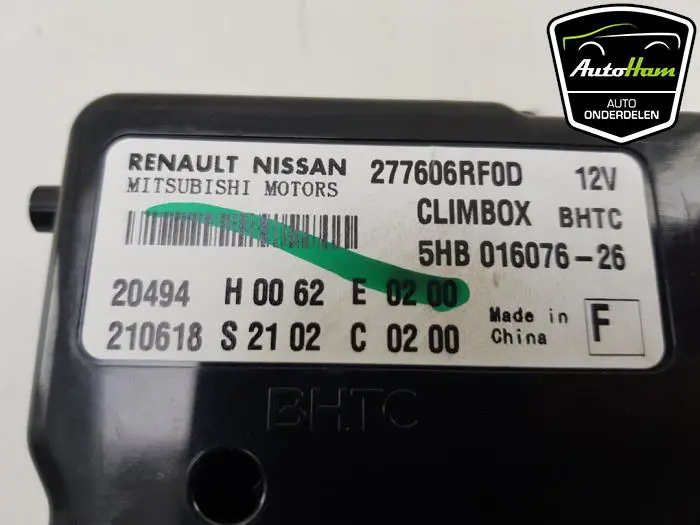 AutoHam
AUTO
ONDERDELEN
RENAULT NISSAN 277606RF0D 12V
MITSUBISHI MOTORS
CLIMBOX BHTC
5HB 016076-26
20494 H 00 62 E 02 00
210618 S 21 02 C 02 00
Made in
China
F
BHTC